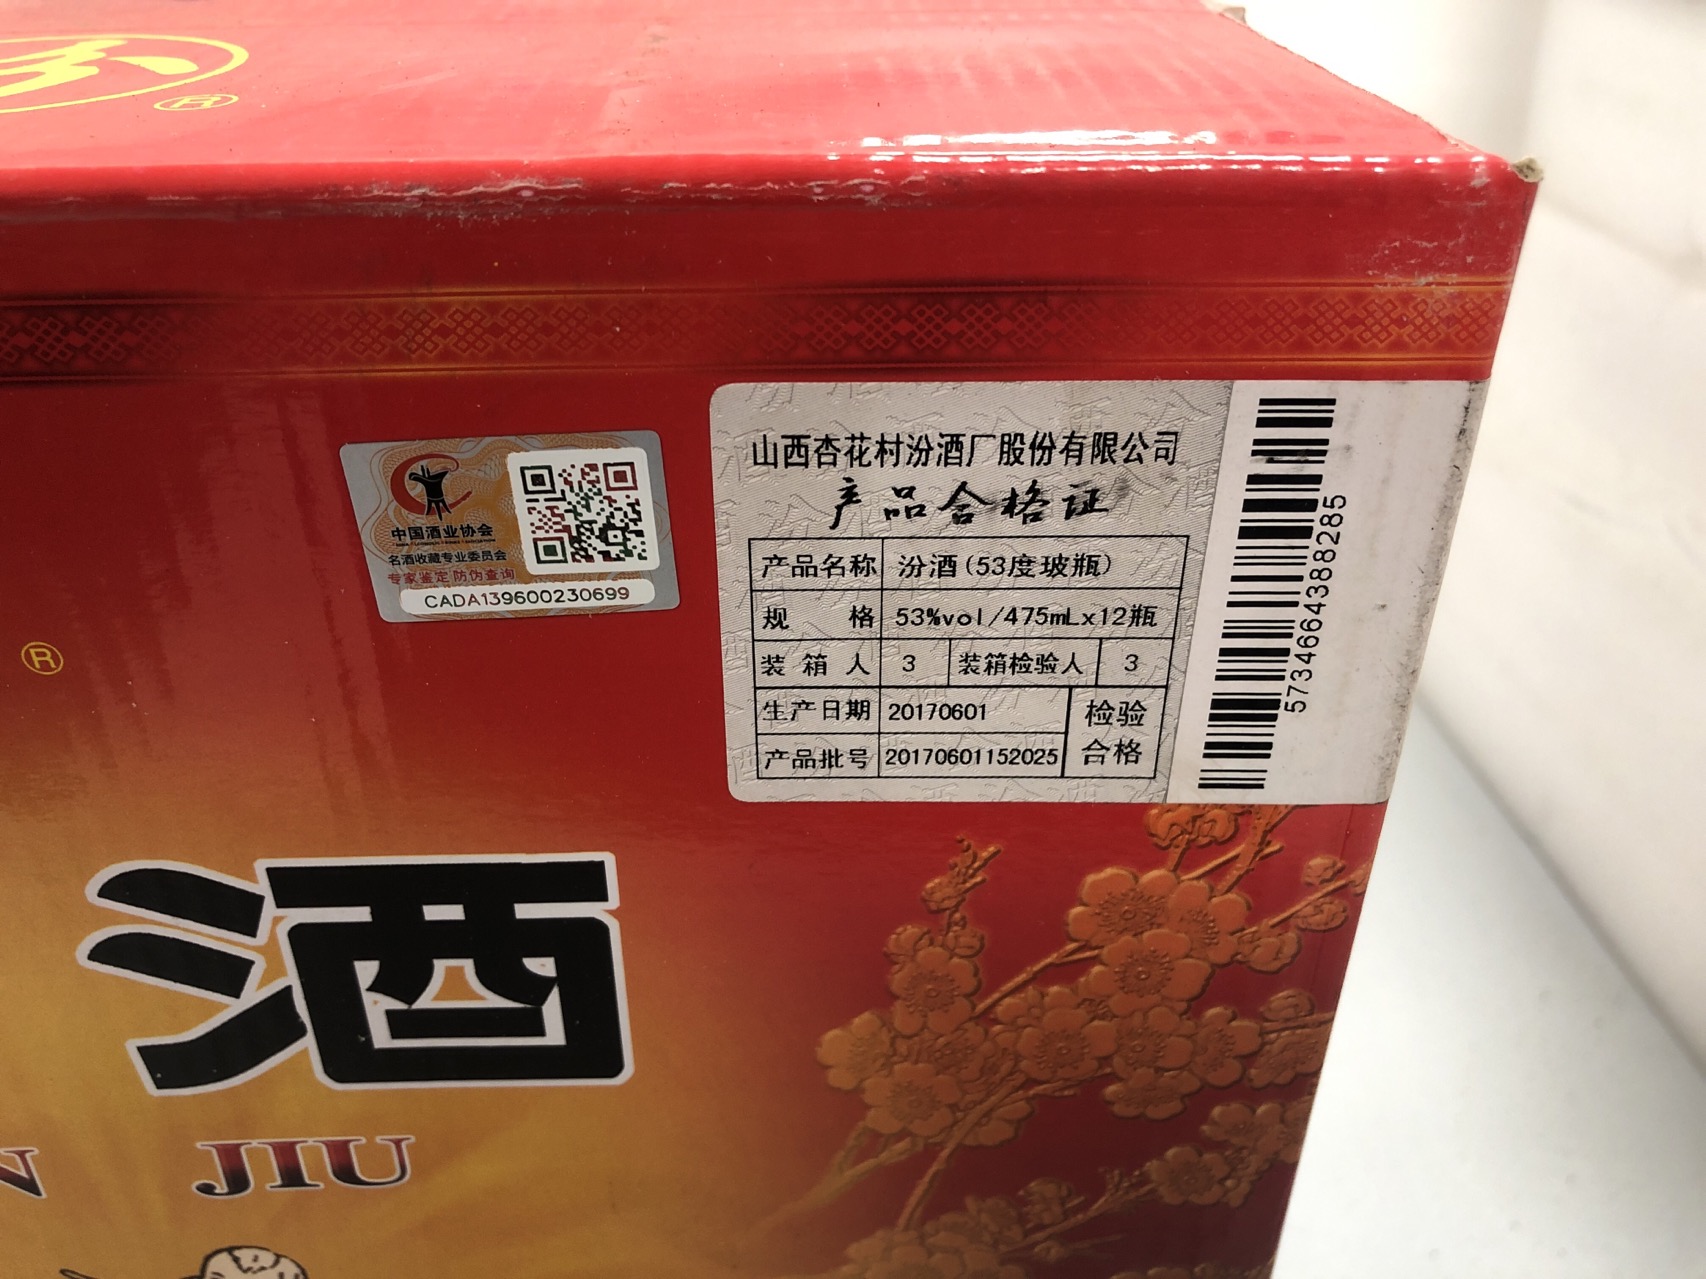 汾
®
中国酒业协会
名酒收藏专业委员会
专家鉴定 防伪查询
CADA139600230699
山西杏花村汾酒厂股份有限公司
产品合格证
产品名称 汾酒(53度玻瓶)
规 格 53%vol/475mLx12瓶
装 箱 人 3 装箱检验人 3
生产日期 20170601 检验
产品批号 20170601152025 合格
5734664388285
®
酒
N JIU